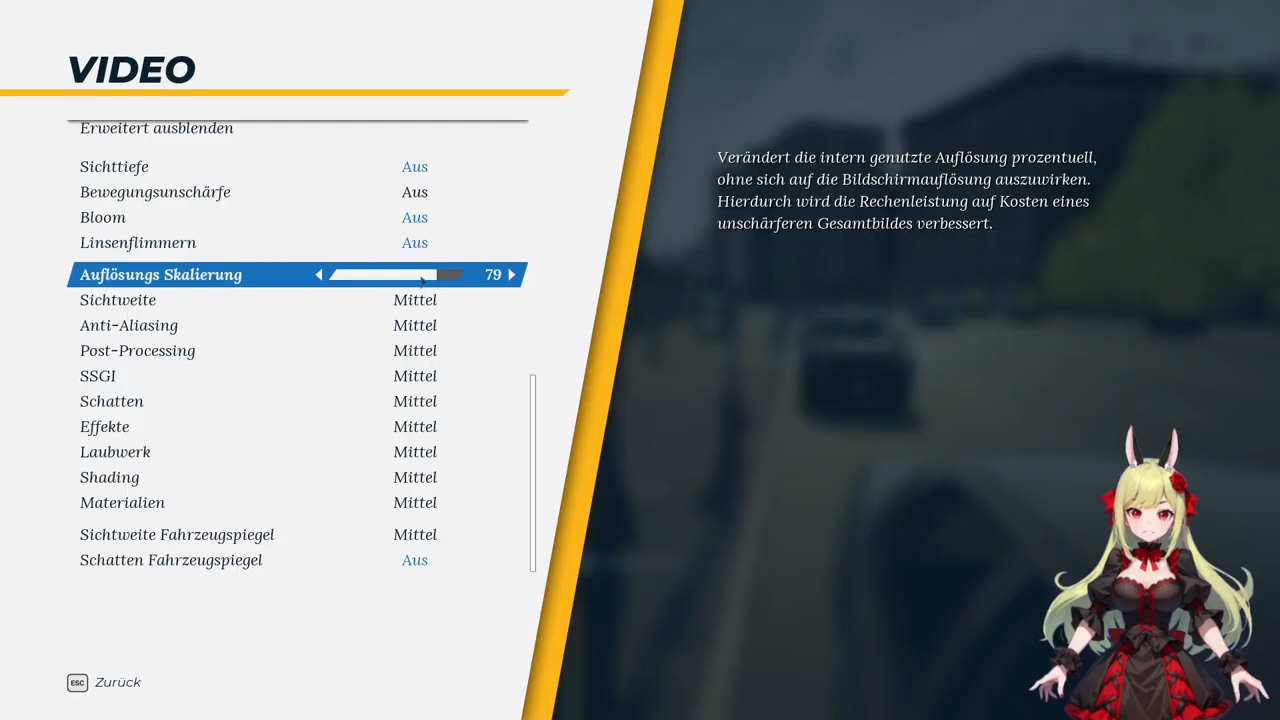 VIDEO
Erweitert ausblenden
Sichttiefe Aus
Bewegungsunschärfe Aus
Bloom Aus
Linsenflimmern Aus
Auflösungs Skalierung 79
Sichtweite Mittel
Anti-Aliasing Mittel
Post-Processing Mittel
SSGI Mittel
Schatten Mittel
Effekte Mittel
Laubwerk Mittel
Shading Mittel
Materialien Mittel
Sichtweite Fahrzeugspiegel Mittel
Schatten Fahrzeugspiegel Aus
ESC Zurück
Verändert die intern genutzte Auflösung prozentuell,
ohne sich auf die Bildschirmauflösung auszuwirken.
Hierdurch wird die Rechenleistung auf Kosten eines
unschärferen Gesamtbildes verbessert.